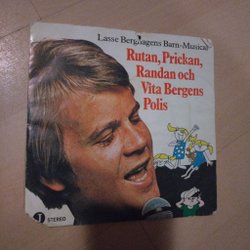 Lasse Berghagens Barn-Musical
Rutan, Prickan,
Randan och
Vita Bergens
Polis
STEREO